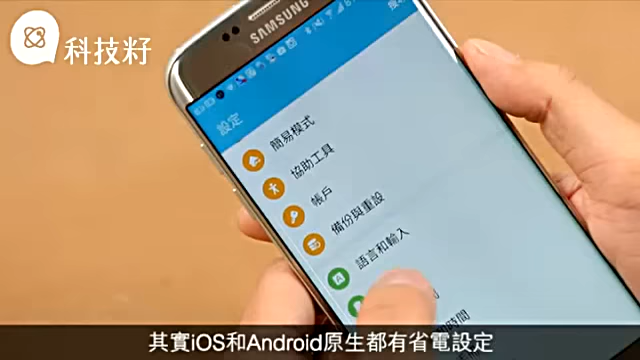 科技籽
SAMSUNG
設定
簡易模式
協助工具
帳戶
備份與重設
語言和輸入
時間
其實iOS和Android原生都有省電設定